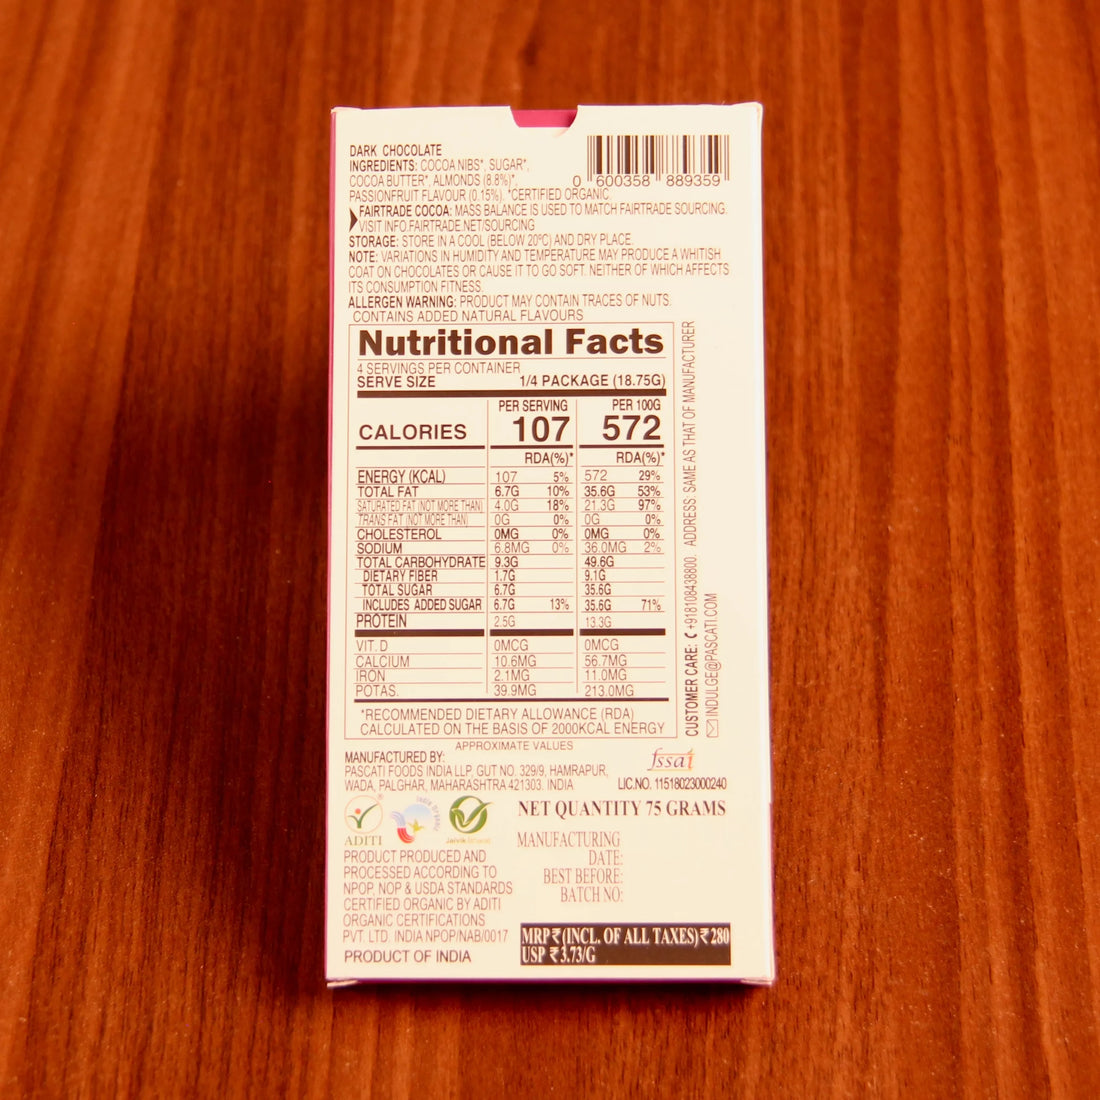 DARK CHOCOLATE
INGREDIENTS: COCOA NIBS*, SUGAR*,
COCOA BUTTER*, ALMONDS (8.8%)*,
PASSIONFRUIT FLAVOUR (0.15%). *CERTIFIED ORGANIC.
0 600358 889359
FAIRTRADE COCOA: MASS BALANCE IS USED TO MATCH FAIRTRADE SOURCING.
VISIT INFO.FAIRTRADE.NET/SOURCING
STORAGE: STORE IN A COOL (BELOW 20ºC) AND DRY PLACE.
NOTE: VARIATIONS IN HUMIDITY AND TEMPERATURE MAY PRODUCE A WHITISH
COAT ON CHOCOLATES OR CAUSE IT TO GO SOFT. NEITHER OF WHICH AFFECTS
ITS CONSUMPTION FITNESS.
ALLERGEN WARNING: PRODUCT MAY CONTAIN TRACES OF NUTS.
CONTAINS ADDED NATURAL FLAVOURS
Nutritional Facts
4 SERVINGS PER CONTAINER
SERVE SIZE 1/4 PACKAGE (18.75G)
PER SERVING PER 100G
CALORIES 107 572
RDA(%)* RDA(%)*
ENERGY (KCAL) 107 5% 572 29%
TOTAL FAT 6.7G 10% 35.6G 53%
SATURATED FAT (NOT MORE THAN) 4.0G 18% 21.3G 97%
TRANS FAT (NOT MORE THAN) 0G 0% 0G 0%
CHOLESTEROL 0MG 0% 0MG 0%
SODIUM 6.8MG 0% 36.0MG 2%
TOTAL CARBOHYDRATE 9.3G 49.6G
DIETARY FIBER 1.7G 9.1G
TOTAL SUGAR 6.7G 35.6G
INCLUDES ADDED SUGAR 6.7G 13% 35.6G 71%
PROTEIN 2.5G 13.3G
VIT. D 0MCG 0MCG
CALCIUM 10.6MG 56.7MG
IRON 2.1MG 11.0MG
POTAS. 39.9MG 213.0MG
*RECOMMENDED DIETARY ALLOWANCE (RDA)
CALCULATED ON THE BASIS OF 2000KCAL ENERGY
APPROXIMATE VALUES
CUSTOMER CARE: +918108438800. ADDRESS: SAME AS THAT OF MANUFACTURER
INDULGE@PASCATI.COM
MANUFACTURED BY:
PASCATI FOODS INDIA LLP, GUT NO. 329/9, HAMRAPUR,
WADA, PALGHAR, MAHARASHTRA 421303. INDIA
fssai
LIC.NO. 11518023000240
ADITI
®
Jaivik Bharat
PRODUCT PRODUCED AND
PROCESSED ACCORDING TO
NPOP, NOP & USDA STANDARDS
CERTIFIED ORGANIC BY ADITI
ORGANIC CERTIFICATIONS
PVT. LTD. INDIA NPOP/NAB/0017
PRODUCT OF INDIA
NET QUANTITY 75 GRAMS
MANUFACTURING
DATE:
BEST BEFORE:
BATCH NO:
MRP ₹ (INCL. OF ALL TAXES) ₹ 280
USP ₹ 3.73/G